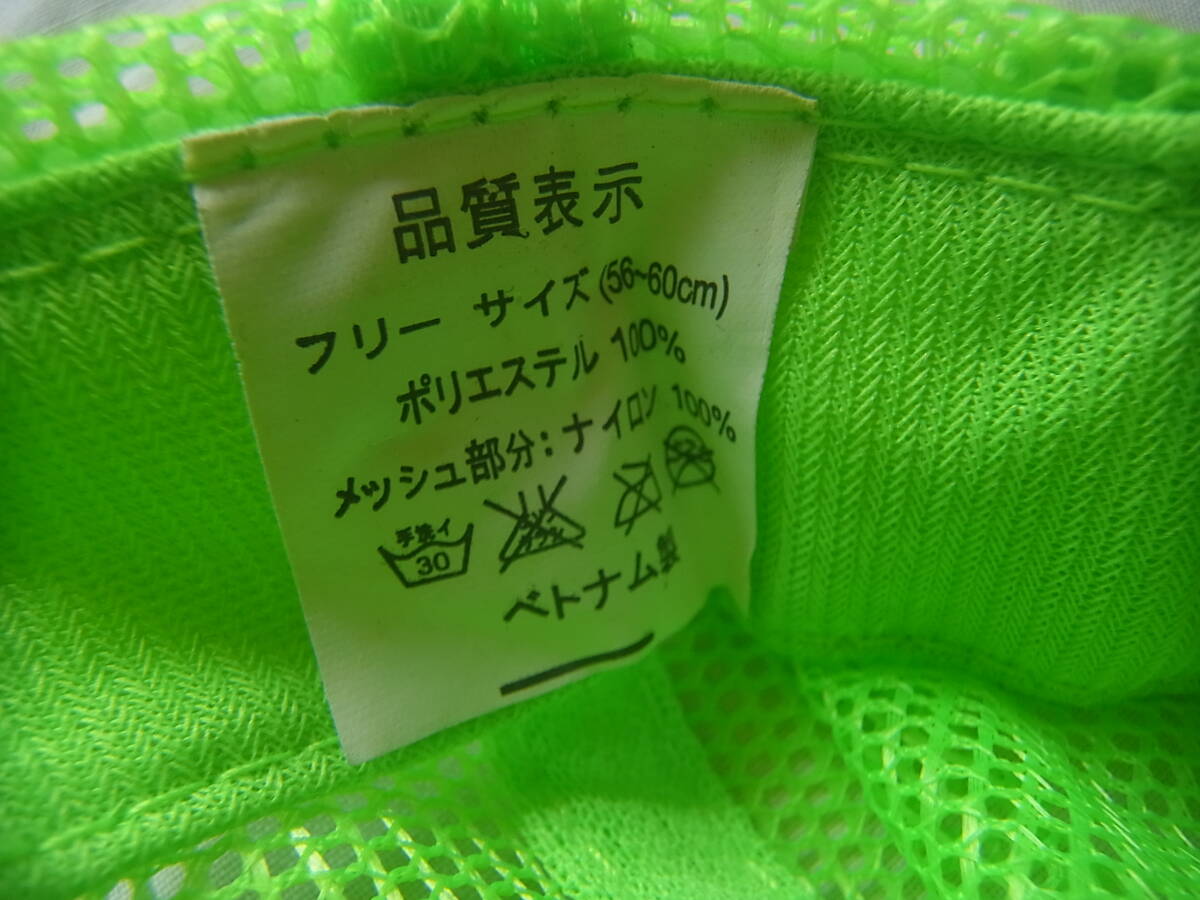 品質表示
フリー サイズ(56~60cm)
ポリエステル 100%
メッシュ部分:ナイロン 100%
手洗イ
30
ベトナム製